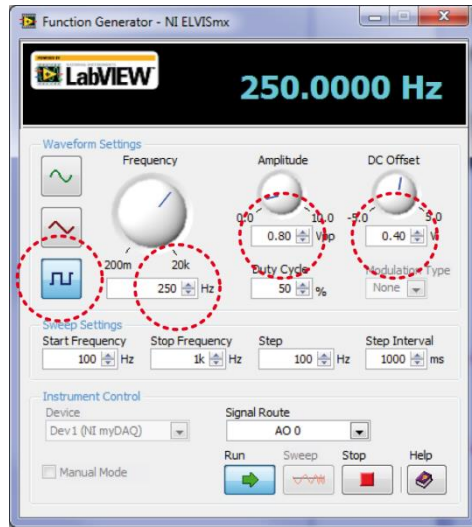 Function Generator - NI ELVISmx
LabVIEW
250.0000 Hz
Waveform Settings
Frequency Amplitude DC Offset
0.0 10.0 -5.0 5.0
0.80 Vpp 0.40 V
200m 20k
250 Hz
Duty Cycle Modulation Type
50 % None
Sweep Settings
Start Frequency Stop Frequency Step Step Interval
100 Hz 1k Hz 100 Hz 1000 ms
Instrument Control
Device Signal Route
Dev1 (NI myDAQ) AO 0
Run Sweep Stop Help
Manual Mode